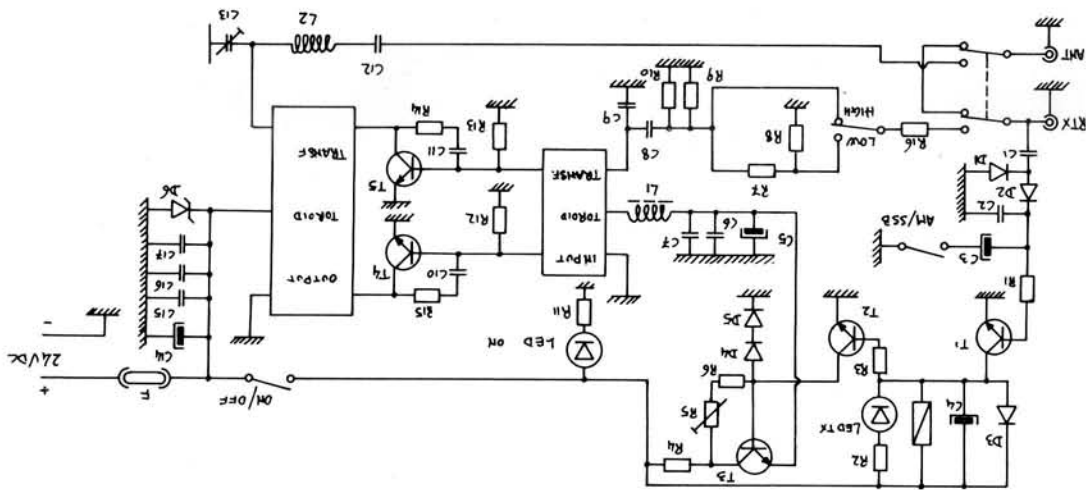 T3
R2
R4
D3
LED TX
R5
C4
ON/OFF
F
+
R6
R3
24V DC
T1
D4
LED ON
-
T2
D5
R11
C14
R15
C15
R1
C16
OUTPUT
T4
C10
C3
INPUT
C17
C5
C6
C7
AM/SSB
R12
TOROID
TOROID
C2
L1
D6
D2
R7
T5
TRANSF
D1
C1
R16
LOW
R8
C8
C11
TRANSF
RTX
HIGH
C9
R13
R14
ANT
R9
R10
C12
L2
C13